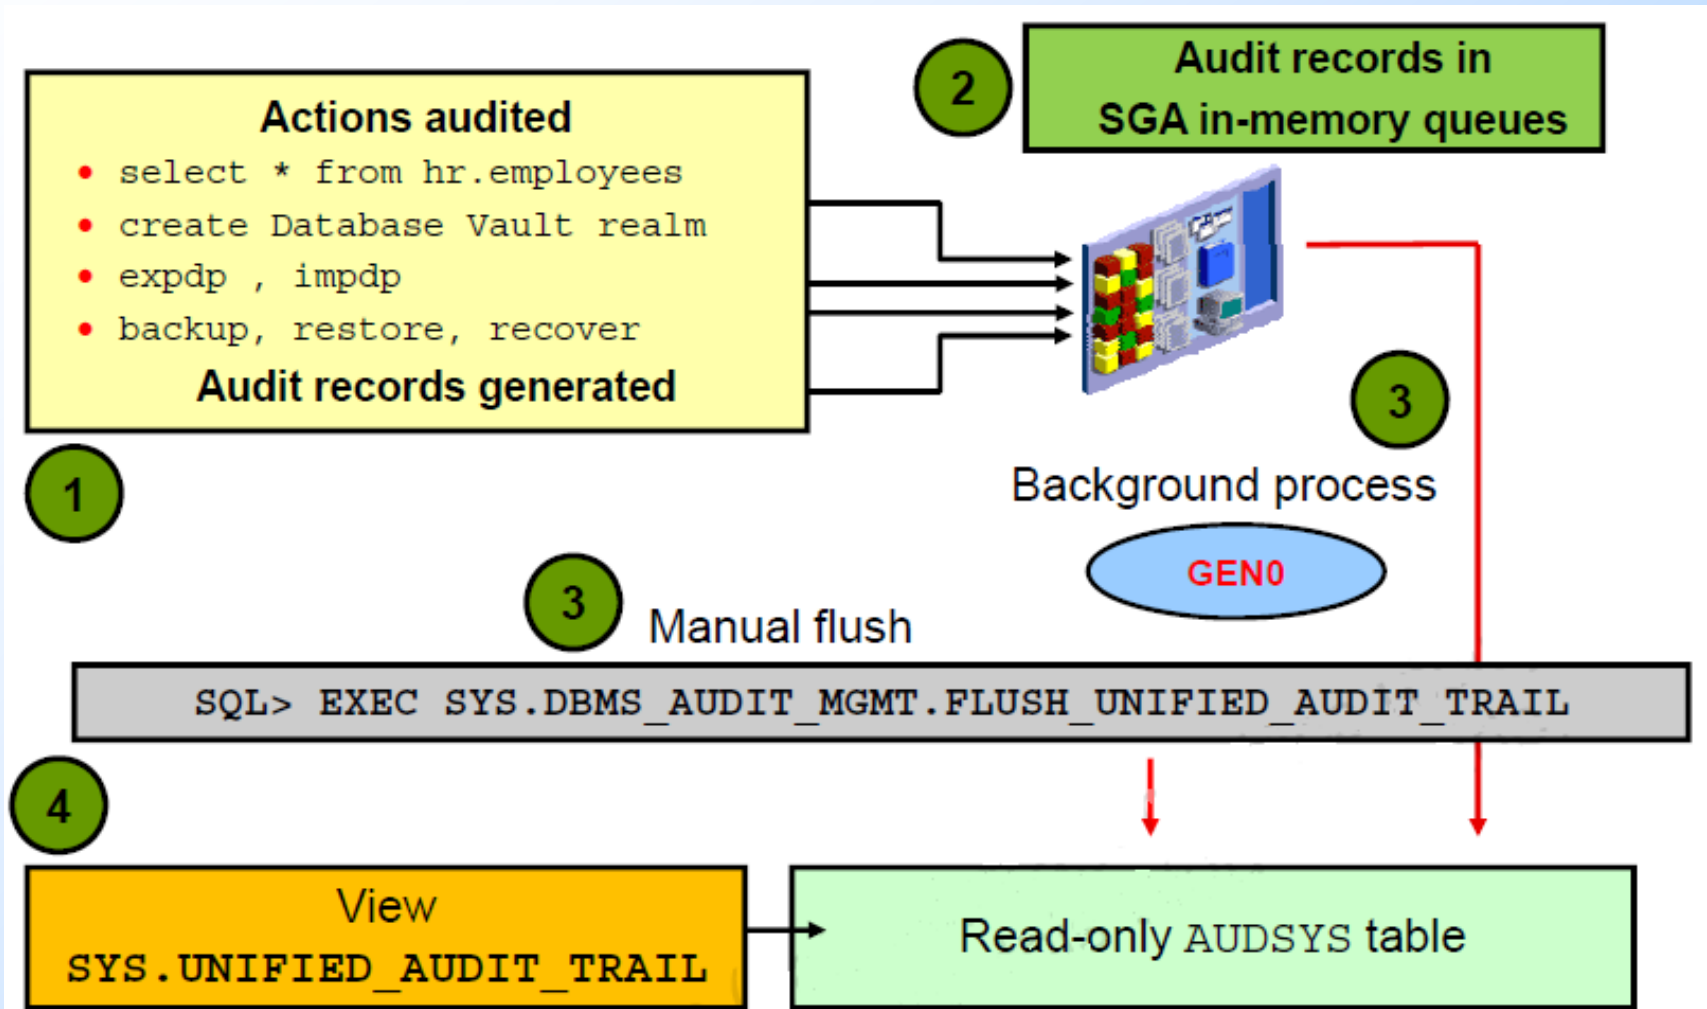 Actions audited
• select * from hr.employees
• create Database Vault realm
• expdp , impdp
• backup, restore, recover
Audit records generated
1
2
Audit records in
SGA in-memory queues
3
Background process
GEN0
3
Manual flush
SQL> EXEC SYS.DBMS_AUDIT_MGMT.FLUSH_UNIFIED_AUDIT_TRAIL
4
View
SYS.UNIFIED_AUDIT_TRAIL
Read-only AUDSYS table